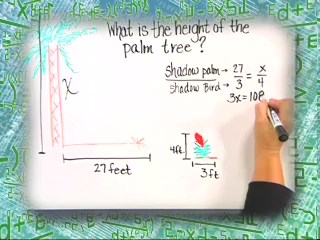 What is the height of the
palm tree?
shadow palm → 27 = x
shadow Bird → 3 4
3x = 108
x
4ft
27 feet
3ft